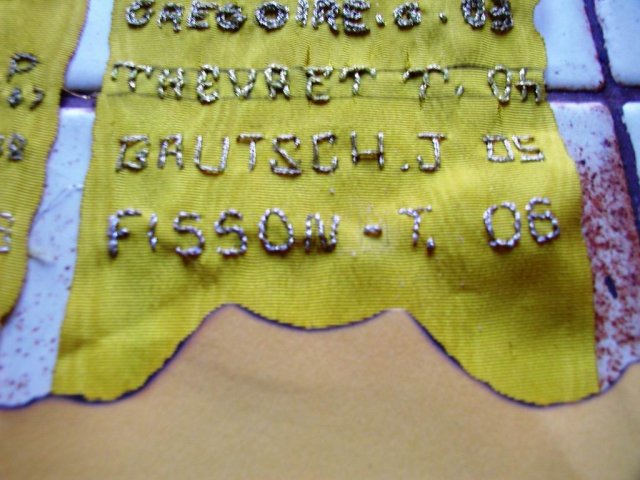 GREGOIRE.G. 03
THEVRET T. 04
BAUTSCH.J 05
FISSON-T. 06